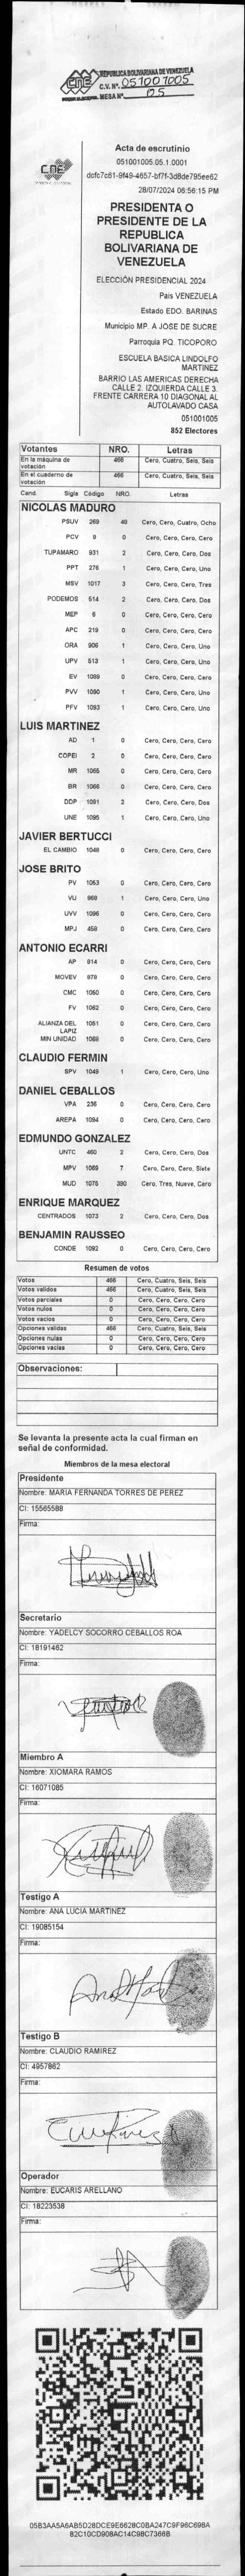 CNE REPUBLICA BOLIVARIANA DE VENEZUELA
C.V. Nº. 051001005
MESA Nº 05
CNE
Acta de escrutinio
051001005.05.1.0001
28/07/2024 06:56:15 PM
PRESIDENTA O
PRESIDENTE DE LA
REPUBLICA
BOLIVARIANA DE
VENEZUELA
ELECCIÓN PRESIDENCIAL 2024
País VENEZUELA
Estado EDO. BARINAS
Municipio MP. A JOSE DE SUCRE
Parroquia PQ. TICOPORO
ESCUELA BASICA LINDOLFO
MARTINEZ
BARRIO LAS AMERICAS DERECHA
CALLE 2. IZQUIERDA CALLE 3.
FRENTE CARRERA 10 DIAGONAL AL
AUTOLAVADO CASA
051001005
852 Electores
Votantes NRO. Letras
En la máquina de votación 466 Cero, Cuatro, Seis, Seis
En el cuaderno de votación 466 Cero, Cuatro, Seis, Seis
Cand. Sigla Código NRO. Letras
NICOLAS MADURO
PSUV 269 48 Cero, Cero, Cuatro, Ocho
PCV 9 0 Cero, Cero, Cero, Cero
TUPAMARO 931 2 Cero, Cero, Cero, Dos
PPT 276 1 Cero, Cero, Cero, Uno
MSV 1017 3 Cero, Cero, Cero, Tres
PODEMOS 514 2 Cero, Cero, Cero, Dos
MEP 6 0 Cero, Cero, Cero, Cero
APC 219 0 Cero, Cero, Cero, Cero
ORA 906 1 Cero, Cero, Cero, Uno
UPV 513 1 Cero, Cero, Cero, Uno
EV 1089 0 Cero, Cero, Cero, Cero
PVV 1090 1 Cero, Cero, Cero, Uno
PFV 1093 1 Cero, Cero, Cero, Uno
LUIS MARTINEZ
AD 1 0 Cero, Cero, Cero, Cero
COPEI 2 0 Cero, Cero, Cero, Cero
MR 1065 0 Cero, Cero, Cero, Cero
BR 1066 0 Cero, Cero, Cero, Cero
DDP 1091 2 Cero, Cero, Cero, Dos
UNE 1095 1 Cero, Cero, Cero, Uno
JAVIER BERTUCCI
EL CAMBIO 1048 0 Cero, Cero, Cero, Cero
JOSE BRITO
PV 1053 0 Cero, Cero, Cero, Cero
VU 968 1 Cero, Cero, Cero, Uno
UVV 1096 0 Cero, Cero, Cero, Cero
MPJ 458 0 Cero, Cero, Cero, Cero
ANTONIO ECARRI
AP 814 0 Cero, Cero, Cero, Cero
MOVEV 979 0 Cero, Cero, Cero, Cero
CMC 1050 0 Cero, Cero, Cero, Cero
FV 1062 0 Cero, Cero, Cero, Cero
ALIANZA DEL LAPIZ 1051 0 Cero, Cero, Cero, Cero
MIN UNIDAD 1068 0 Cero, Cero, Cero, Cero
CLAUDIO FERMIN
SPV 1049 1 Cero, Cero, Cero, Uno
DANIEL CEBALLOS
VPA 236 0 Cero, Cero, Cero, Cero
AREPA 1094 0 Cero, Cero, Cero, Cero
EDMUNDO GONZALEZ
UNTC 460 2 Cero, Cero, Cero, Dos
MPV 1069 7 Cero, Cero, Cero, Siete
MUD 1075 390 Cero, Tres, Nueve, Cero
ENRIQUE MARQUEZ
CENTRADOS 1073 2 Cero, Cero, Cero, Dos
BENJAMIN RAUSSEO
CONDE 1092 0 Cero, Cero, Cero, Cero
Resumen de votos
Votos 466 Cero, Cuatro, Seis, Seis
Votos validos 466 Cero, Cuatro, Seis, Seis
Votos parciales 0 Cero, Cero, Cero, Cero
Votos nulos 0 Cero, Cero, Cero, Cero
Votos vacios 0 Cero, Cero, Cero, Cero
Opciones validas 466 Cero, Cuatro, Seis, Seis
Opciones nulas 0 Cero, Cero, Cero, Cero
Opciones vacias 0 Cero, Cero, Cero, Cero
Observaciones:
Se levanta la presente acta la cual firman en
señal de conformidad.
Miembros de la mesa electoral
Presidente
Nombre: MARIA FERNANDA TORRES DE PEREZ
CI: 15565588
Firma:
Secretario
Nombre: YADELCY SOCORRO CEBALLOS ROA
CI: 18191462
Firma:
Miembro A
Nombre: XIOMARA RAMOS
CI: 16071085
Firma:
Testigo A
Nombre: ANA LUCIA MARTINEZ
CI: 19085154
Firma:
Testigo B
Nombre: CLAUDIO RAMIREZ
CI: 4957862
Firma:
Operador
Nombre: EUCARIS ARELLANO
CI: 18223538
Firma:
05B3AA5A6AB5D28DCE9E6628C0BA247C9F96C698A
82C10CD908AC14C98C7366B